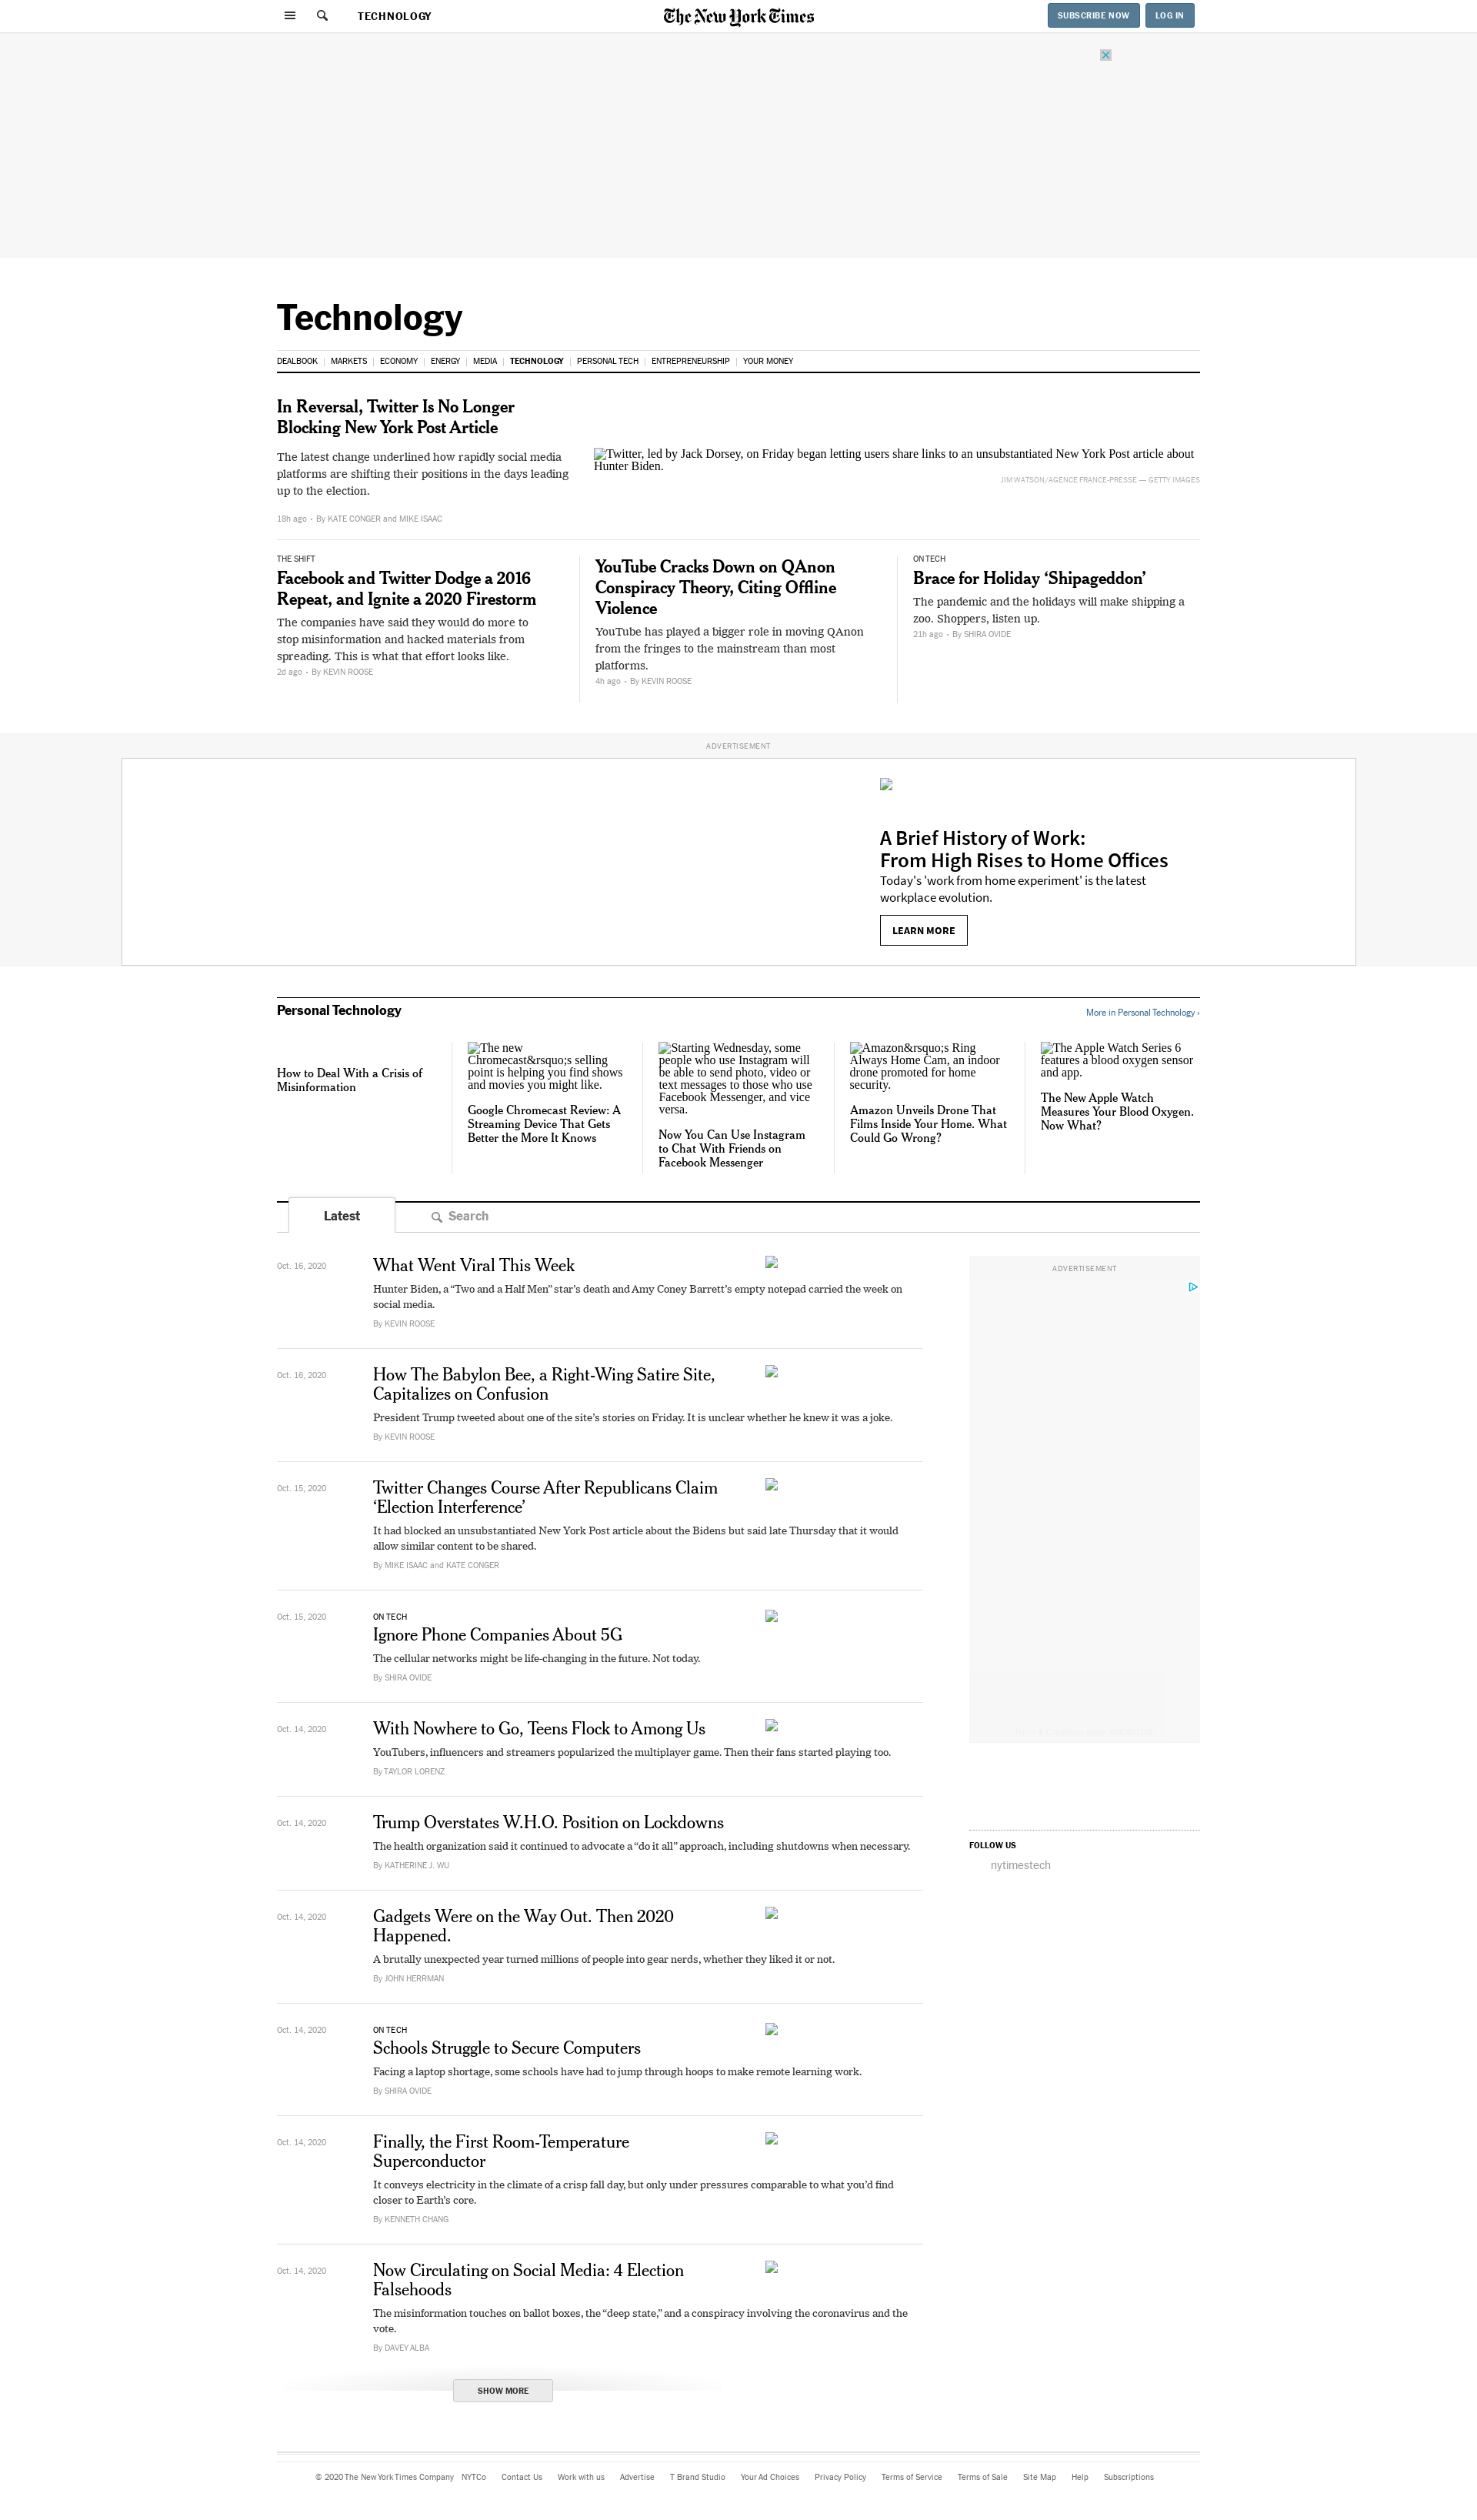 TECHNOLOGY
The New York Times
SUBSCRIBE NOW
LOG IN
Technology
DEALBOOK MARKETS ECONOMY ENERGY MEDIA TECHNOLOGY PERSONAL TECH ENTREPRENEURSHIP YOUR MONEY
In Reversal, Twitter Is No Longer
Blocking New York Post Article
The latest change underlined how rapidly social media
platforms are shifting their positions in the days leading
up to the election.
18h ago • By KATE CONGER and MIKE ISAAC
Twitter, led by Jack Dorsey, on Friday began letting users share links to an unsubstantiated New York Post article about
Hunter Biden.
JIM WATSON/AGENCE FRANCE-PRESSE — GETTY IMAGES
THE SHIFT
Facebook and Twitter Dodge a 2016
Repeat, and Ignite a 2020 Firestorm
The companies have said they would do more to
stop misinformation and hacked materials from
spreading. This is what that effort looks like.
2d ago • By KEVIN ROOSE
YouTube Cracks Down on QAnon
Conspiracy Theory, Citing Offline
Violence
YouTube has played a bigger role in moving QAnon
from the fringes to the mainstream than most
platforms.
4h ago • By KEVIN ROOSE
ON TECH
Brace for Holiday ‘Shipageddon’
The pandemic and the holidays will make shipping a
zoo. Shoppers, listen up.
21h ago • By SHIRA OVIDE
ADVERTISEMENT
A Brief History of Work:
From High Rises to Home Offices
Today's 'work from home experiment' is the latest
workplace evolution.
LEARN MORE
Personal Technology
More in Personal Technology ›
How to Deal With a Crisis of
Misinformation
The new
Chromecast&rsquo;s selling
point is helping you find shows
and movies you might like.
Google Chromecast Review: A
Streaming Device That Gets
Better the More It Knows
Starting Wednesday, some
people who use Instagram will
be able to send photo, video or
text messages to those who use
Facebook Messenger, and vice
versa.
Now You Can Use Instagram
to Chat With Friends on
Facebook Messenger
Amazon&rsquo;s Ring
Always Home Cam, an indoor
drone promoted for home
security.
Amazon Unveils Drone That
Films Inside Your Home. What
Could Go Wrong?
The Apple Watch Series 6
features a blood oxygen sensor
and app.
The New Apple Watch
Measures Your Blood Oxygen.
Now What?
Latest
Search
Oct. 16, 2020
What Went Viral This Week
Hunter Biden, a “Two and a Half Men” star’s death and Amy Coney Barrett’s empty notepad carried the week on
social media.
By KEVIN ROOSE
Oct. 16, 2020
How The Babylon Bee, a Right-Wing Satire Site,
Capitalizes on Confusion
President Trump tweeted about one of the site’s stories on Friday. It is unclear whether he knew it was a joke.
By KEVIN ROOSE
Oct. 15, 2020
Twitter Changes Course After Republicans Claim
‘Election Interference’
It had blocked an unsubstantiated New York Post article about the Bidens but said late Thursday that it would
allow similar content to be shared.
By MIKE ISAAC and KATE CONGER
Oct. 15, 2020
ON TECH
Ignore Phone Companies About 5G
The cellular networks might be life-changing in the future. Not today.
By SHIRA OVIDE
Oct. 14, 2020
With Nowhere to Go, Teens Flock to Among Us
YouTubers, influencers and streamers popularized the multiplayer game. Then their fans started playing too.
By TAYLOR LORENZ
Oct. 14, 2020
Trump Overstates W.H.O. Position on Lockdowns
The health organization said it continued to advocate a “do it all” approach, including shutdowns when necessary.
By KATHERINE J. WU
Oct. 14, 2020
Gadgets Were on the Way Out. Then 2020
Happened.
A brutally unexpected year turned millions of people into gear nerds, whether they liked it or not.
By JOHN HERRMAN
Oct. 14, 2020
ON TECH
Schools Struggle to Secure Computers
Facing a laptop shortage, some schools have had to jump through hoops to make remote learning work.
By SHIRA OVIDE
Oct. 14, 2020
Finally, the First Room-Temperature
Superconductor
It conveys electricity in the climate of a crisp fall day, but only under pressures comparable to what you’d find
closer to Earth’s core.
By KENNETH CHANG
Oct. 14, 2020
Now Circulating on Social Media: 4 Election
Falsehoods
The misinformation touches on ballot boxes, the “deep state,” and a conspiracy involving the coronavirus and the
vote.
By DAVEY ALBA
SHOW MORE
ADVERTISEMENT
FOLLOW US
nytimestech
© 2020 The New York Times Company NYTCo Contact Us Work with us Advertise T Brand Studio Your Ad Choices Privacy Policy Terms of Service Terms of Sale Site Map Help Subscriptions